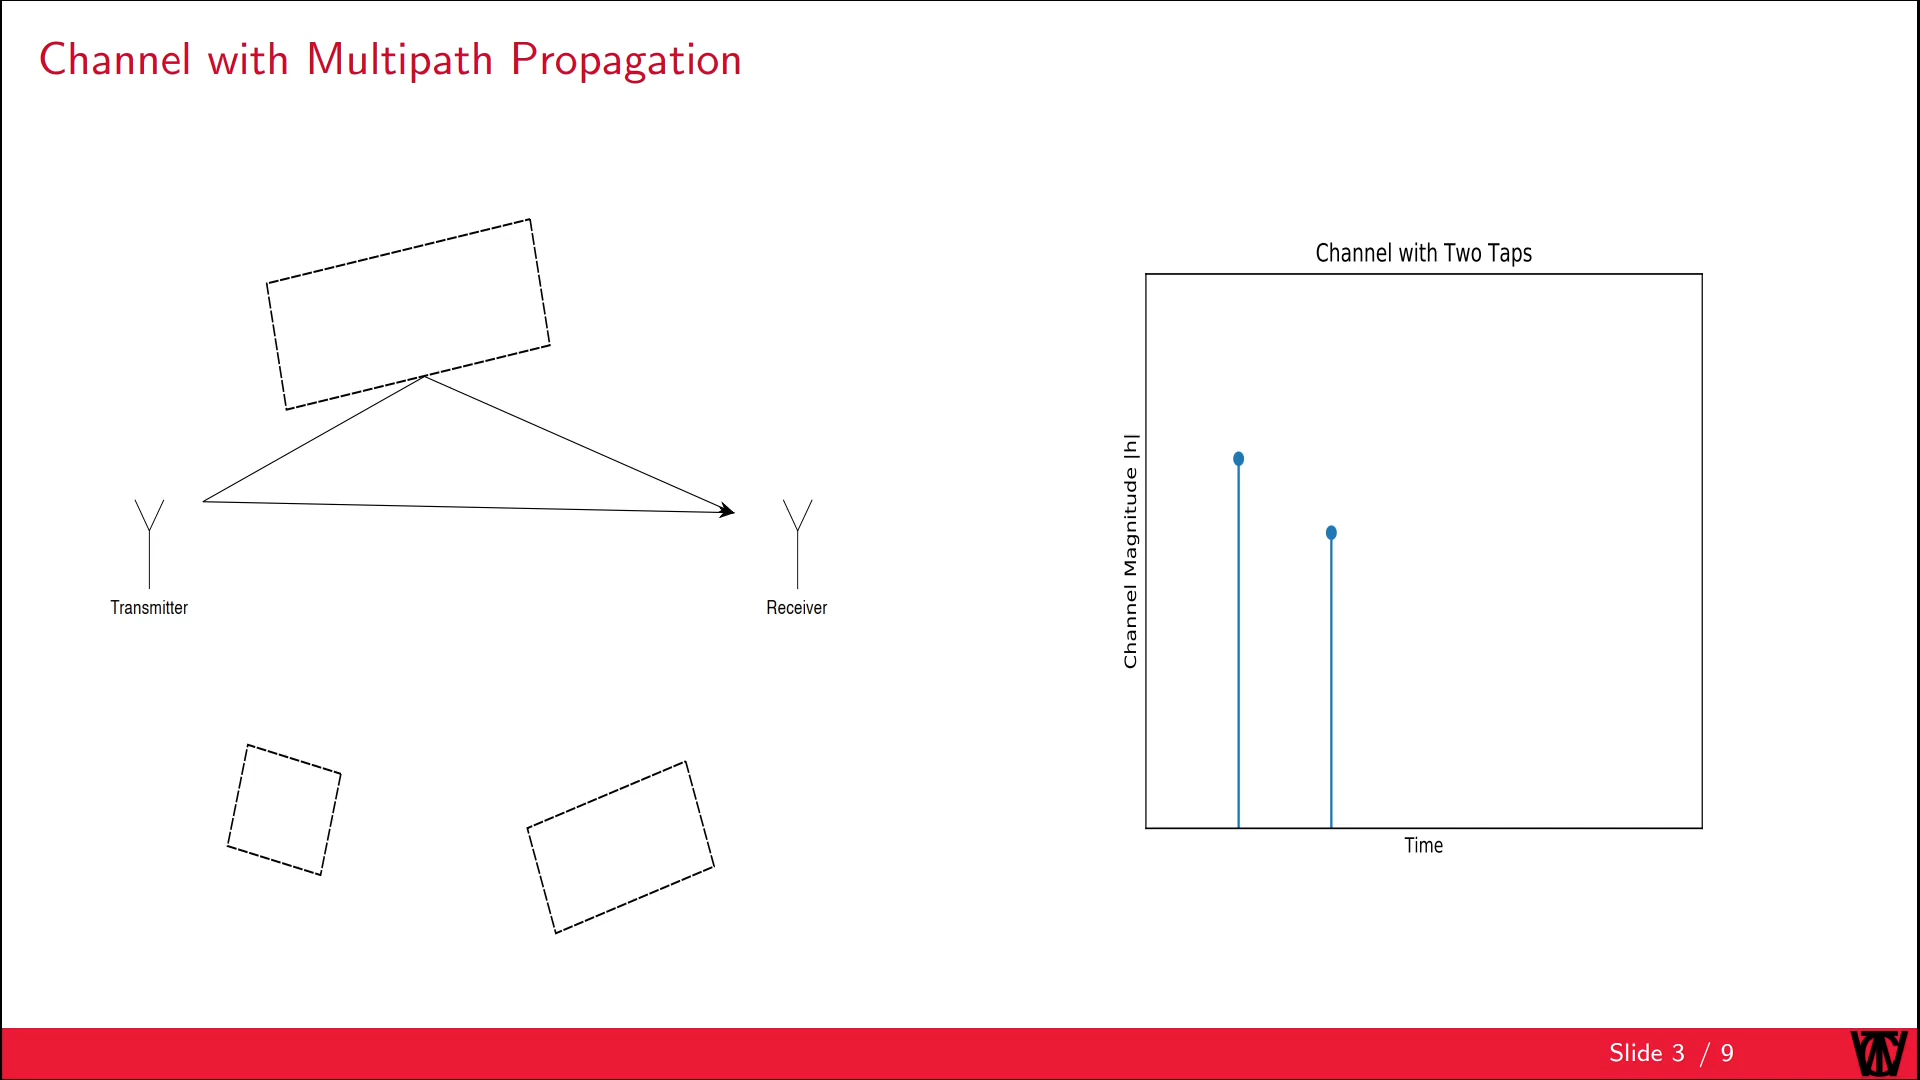 Channel with Multipath Propagation
Transmitter
Receiver
Channel with Two Taps
Channel Magnitude |h|
Time
Slide 3 / 9